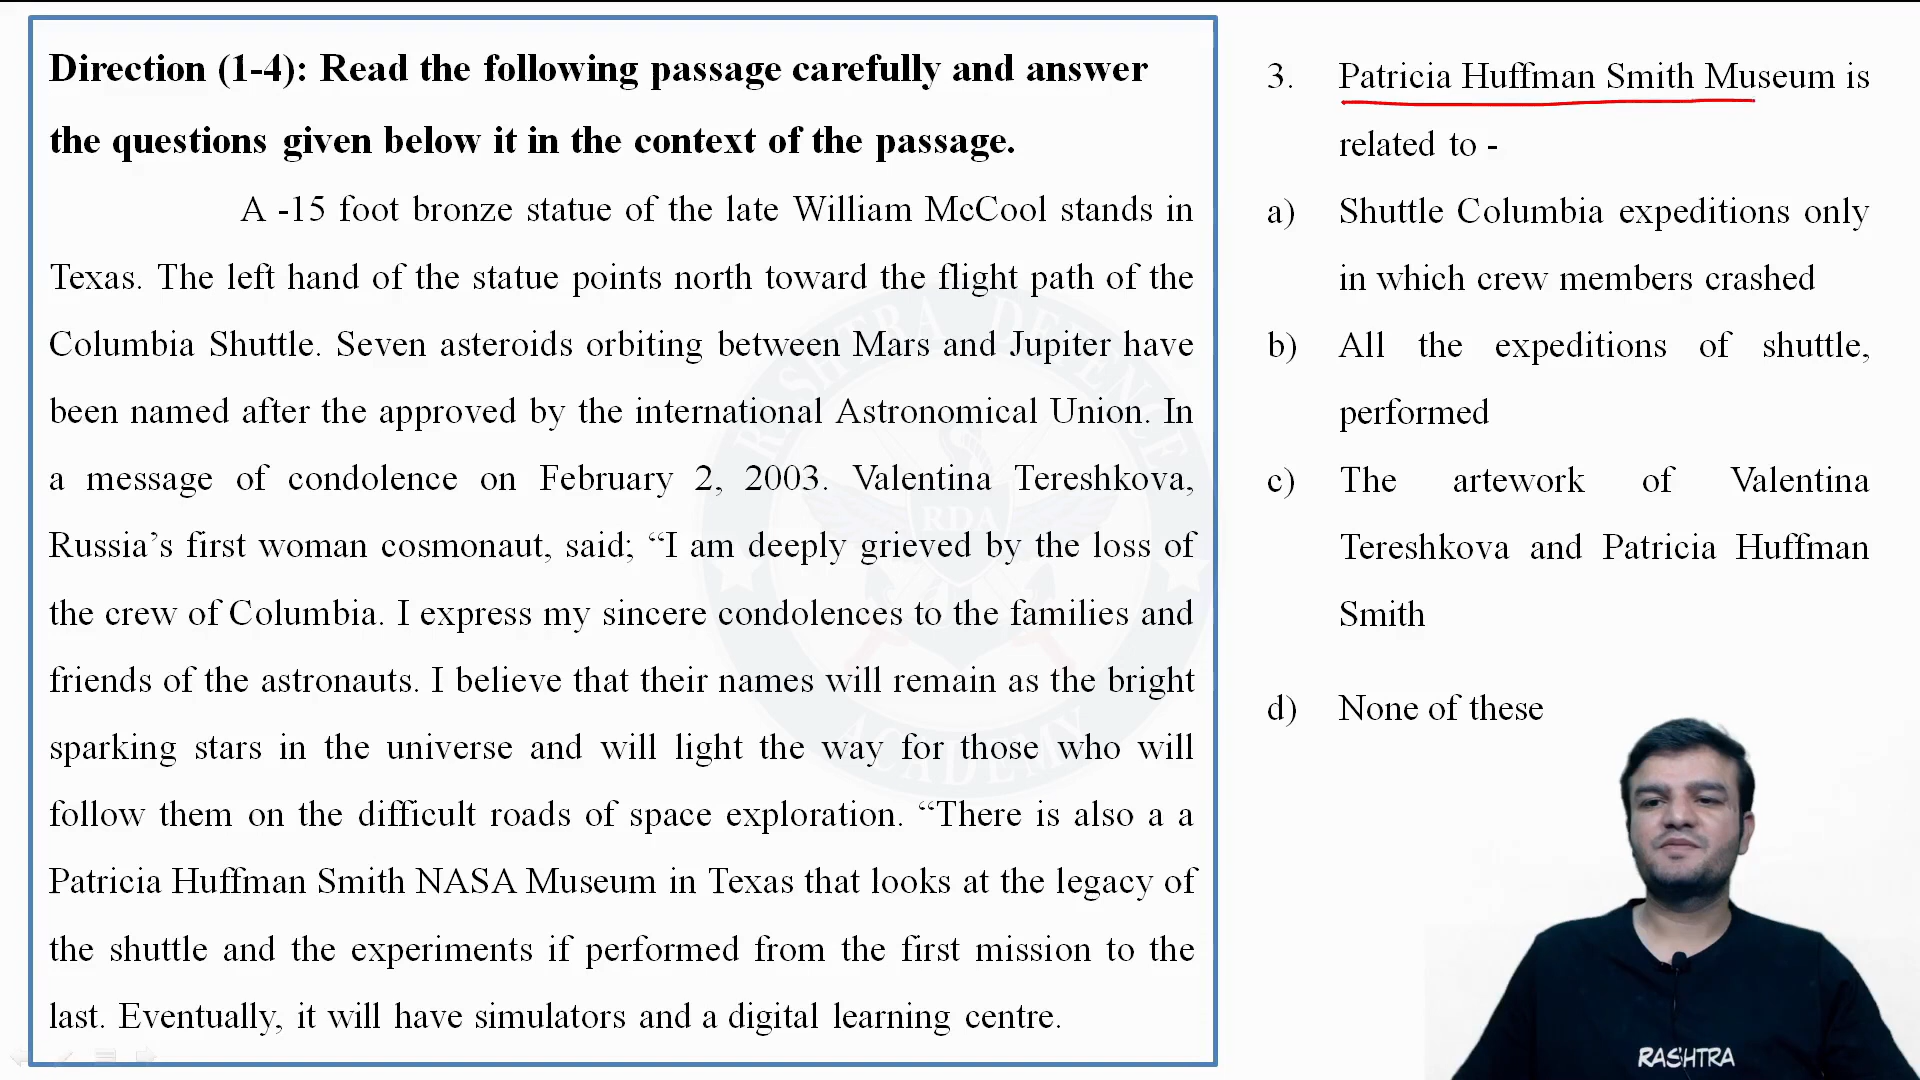 Direction (1-4): Read the following passage carefully and answer
the questions given below it in the context of the passage.
A -15 foot bronze statue of the late William McCool stands in
Texas. The left hand of the statue points north toward the flight path of the
Columbia Shuttle. Seven asteroids orbiting between Mars and Jupiter have
been named after the approved by the international Astronomical Union. In
a message of condolence on February 2, 2003. Valentina Tereshkova,
Russia’s first woman cosmonaut, said; “I am deeply grieved by the loss of
the crew of Columbia. I express my sincere condolences to the families and
friends of the astronauts. I believe that their names will remain as the bright
sparking stars in the universe and will light the way for those who will
follow them on the difficult roads of space exploration. “There is also a a
Patricia Huffman Smith NASA Museum in Texas that looks at the legacy of
the shuttle and the experiments if performed from the first mission to the
last. Eventually, it will have simulators and a digital learning centre.
3. Patricia Huffman Smith Museum is
related to -
a) Shuttle Columbia expeditions only
in which crew members crashed
b) All the expeditions of shuttle,
performed
c) The artework of Valentina
Tereshkova and Patricia Huffman
Smith
d) None of these
RASHTRA DEFENCE
RDA
ACADEMY
RASHTRA